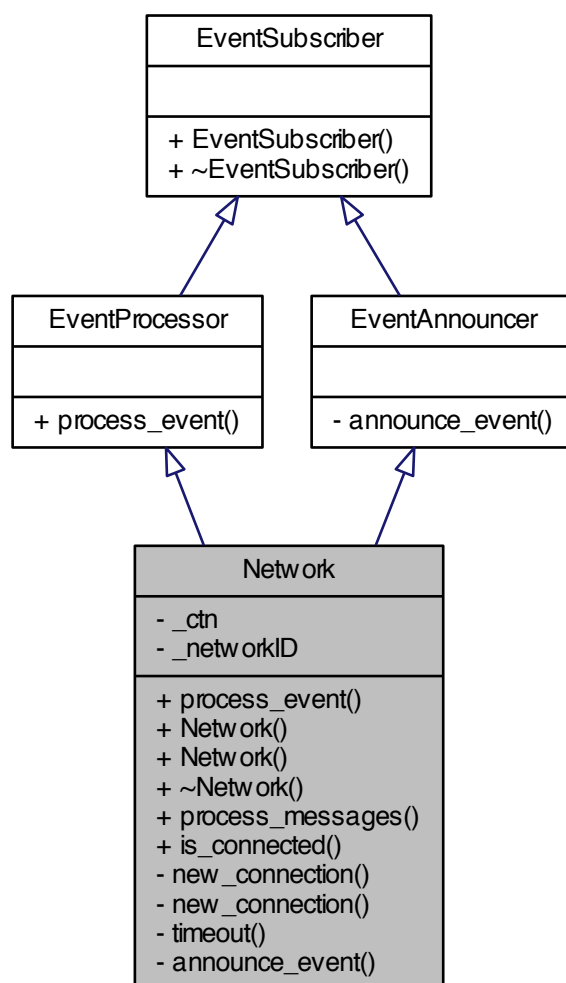 EventSubscriber
+ EventSubscriber()
+ ~EventSubscriber()
EventProcessor
+ process_event()
EventAnnouncer
- announce_event()
Network
- _ctn
- _networkID
+ process_event()
+ Network()
+ Network()
+ ~Network()
+ process_messages()
+ is_connected()
- new_connection()
- new_connection()
- timeout()
- announce_event()